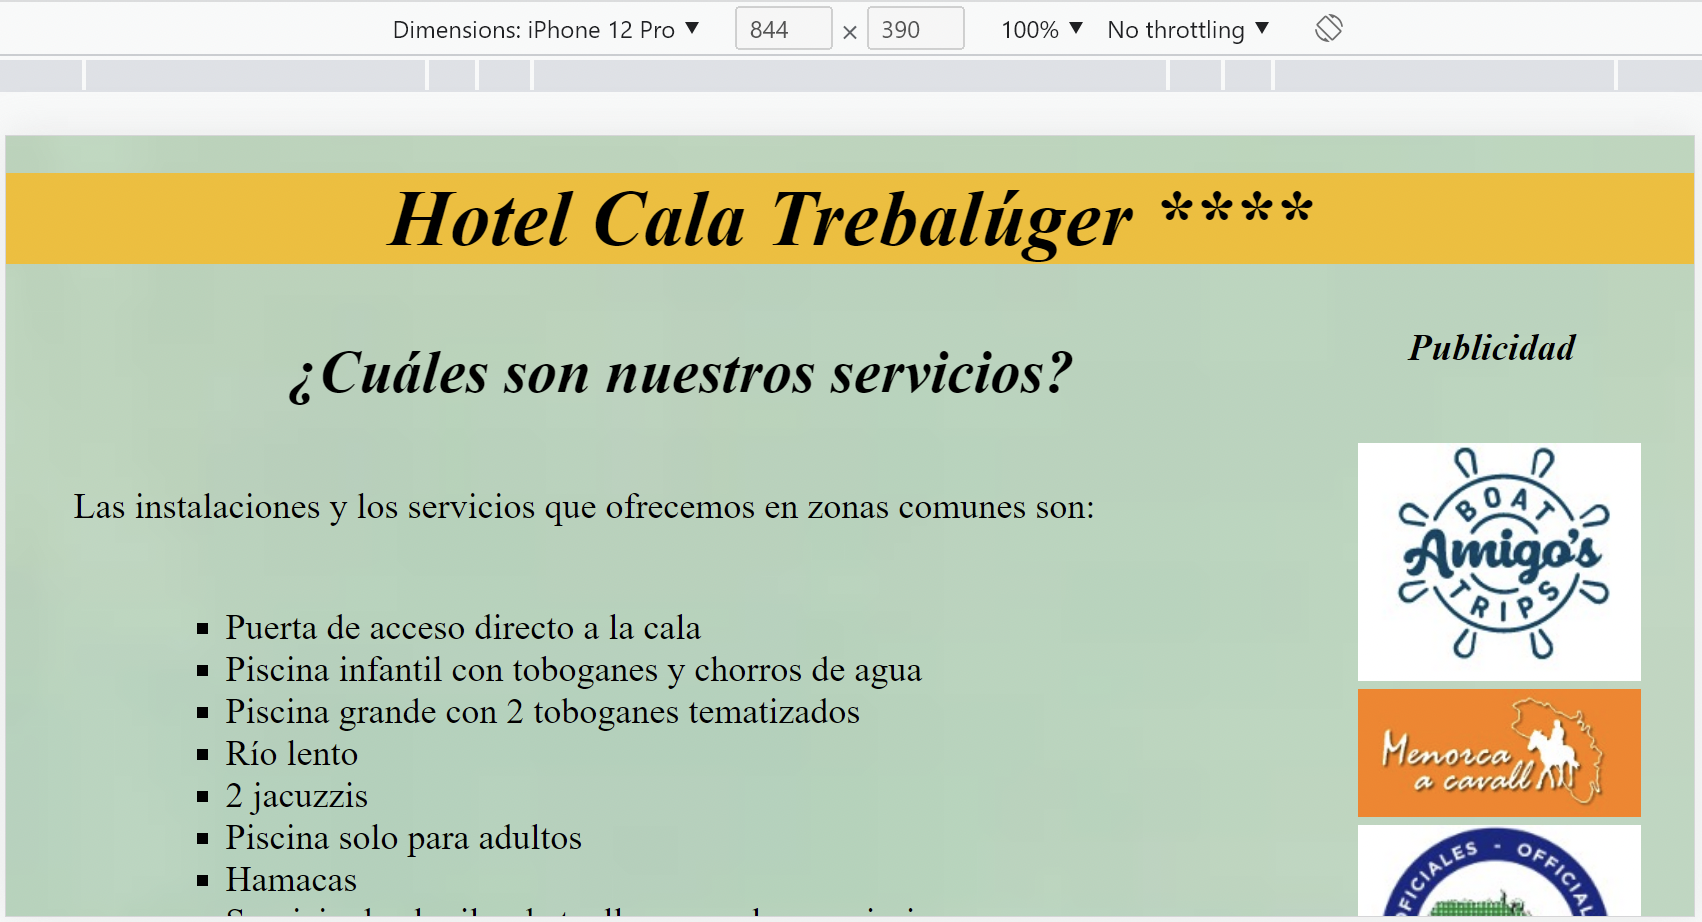 Dimensions: iPhone 12 Pro ▼ 844 × 390 100% ▼ No throttling ▼
Hotel Cala Trebalúger ****
¿Cuáles son nuestros servicios?
Las instalaciones y los servicios que ofrecemos en zonas comunes son:
Puerta de acceso directo a la cala
Piscina infantil con toboganes y chorros de agua
Piscina grande con 2 toboganes tematizados
Río lento
2 jacuzzis
Piscina solo para adultos
Hamacas
Publicidad
BOAT
Amigo's
TRIPS
Menorca
a cavall
OFICIALES - OFFICIAL